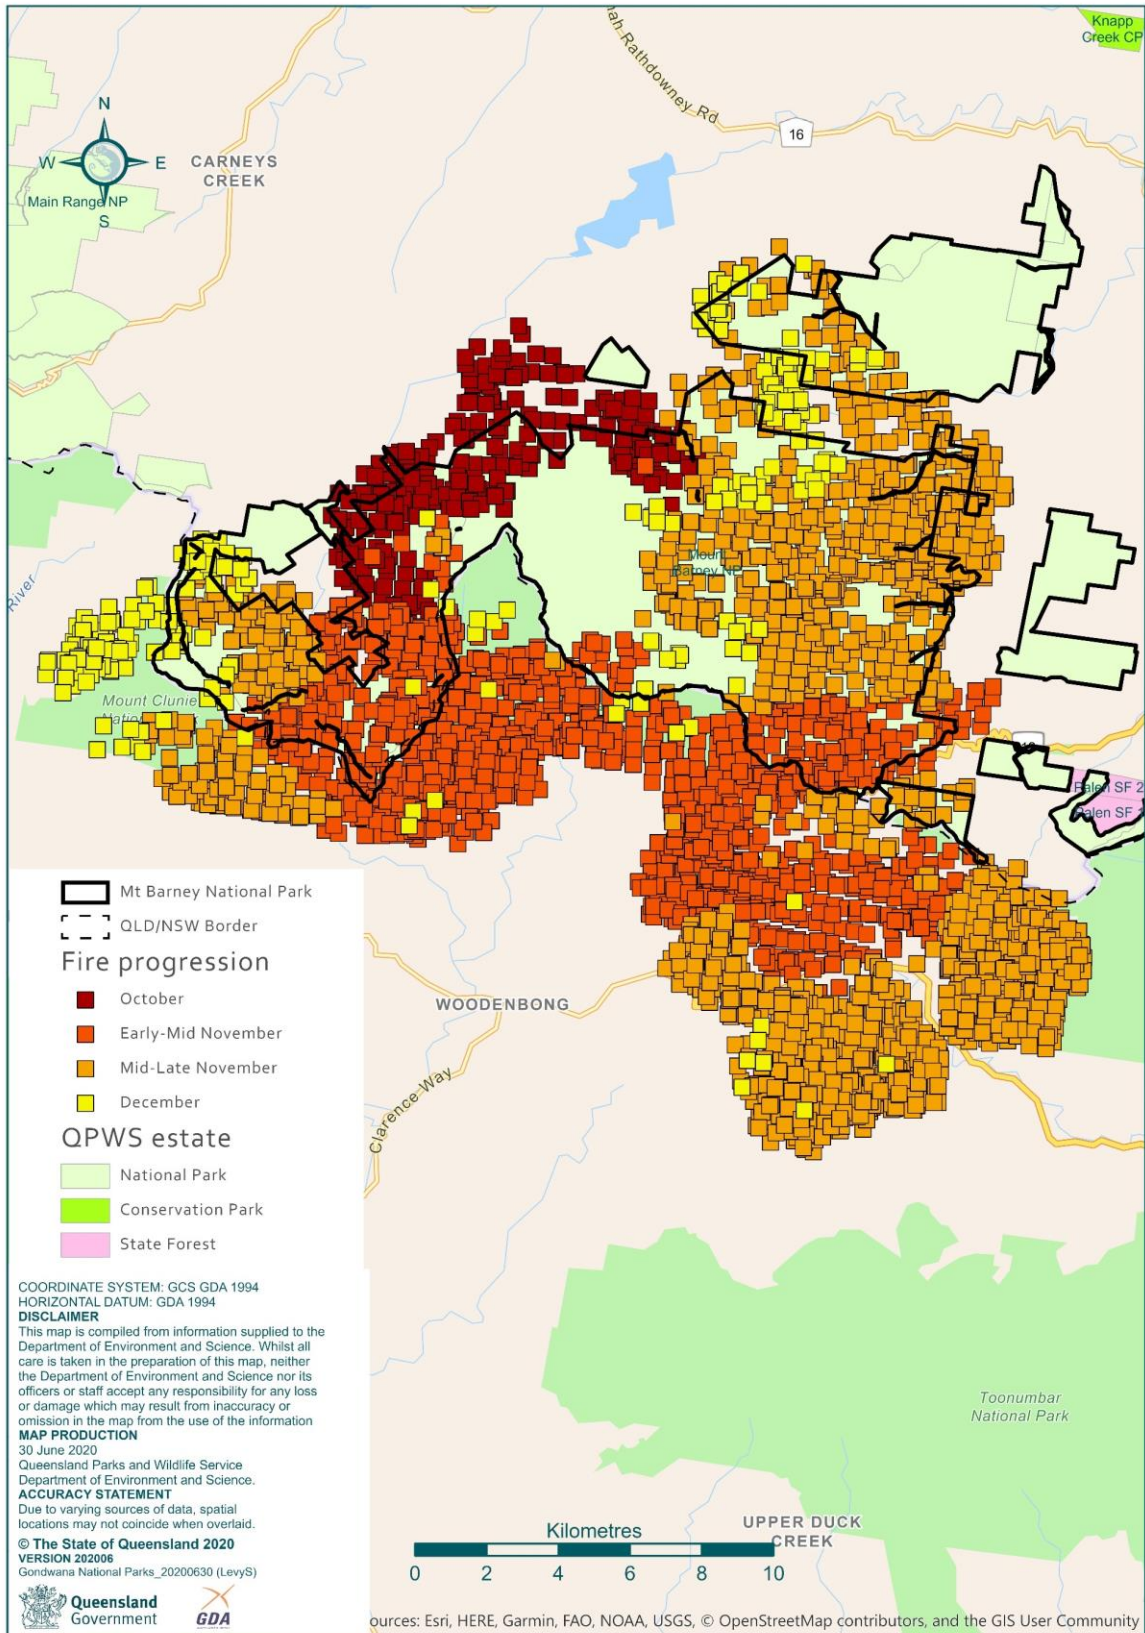 Knapp
Creek CP
nah Rathdowney Rd
16
N
W
E
S
CARNEYS
CREEK
Main Range NP
River
Mount
Barney NP
Mount Clunie
Palen SF 2
Palen SF 1
Mt Barney National Park
QLD/NSW Border
Fire progression
October
Early-Mid November
Mid-Late November
December
QPWS estate
National Park
Conservation Park
State Forest
WOODENBONG
Clarence Way
COORDINATE SYSTEM: GCS GDA 1994
HORIZONTAL DATUM: GDA 1994
DISCLAIMER
This map is compiled from information supplied to the
Department of Environment and Science. Whilst all
care is taken in the preparation of this map, neither
the Department of Environment and Science nor its
officers or staff accept any responsibility for any loss
or damage which may result from inaccuracy or
omission in the map from the use of the information
MAP PRODUCTION
30 June 2020
Queensland Parks and Wildlife Service
Department of Environment and Science.
ACCURACY STATEMENT
Due to varying sources of data, spatial
locations may not coincide when overlaid.
© The State of Queensland 2020
VERSION 202006
Gondwana National Parks_20200630 (LevyS)
Queensland
Government
GDA
Toonumbar
National Park
UPPER DUCK
CREEK
Kilometres
0 2 4 6 8 10
ources: Esri, HERE, Garmin, FAO, NOAA, USGS, © OpenStreetMap contributors, and the GIS User Community